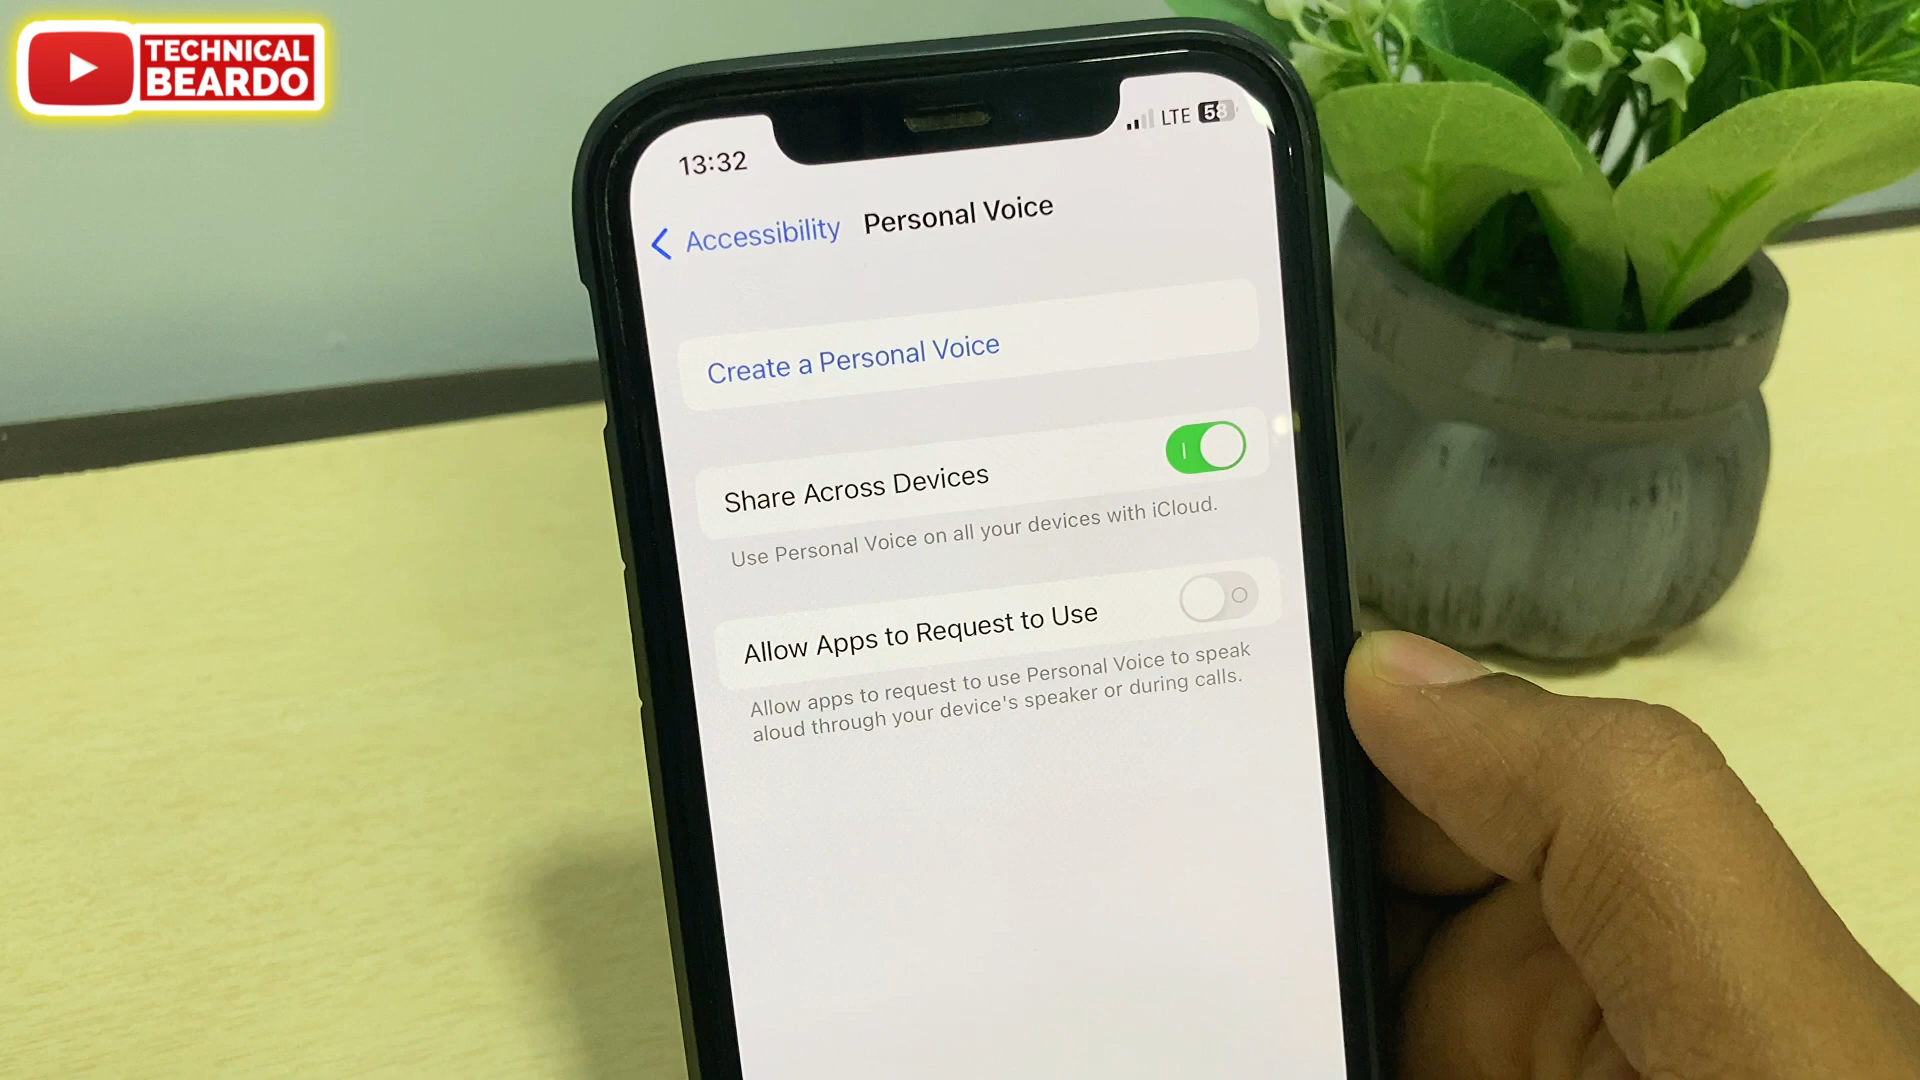 TECHNICAL
BEARDO
13:32
LTE 58
Accessibility Personal Voice
Create a Personal Voice
Share Across Devices
Use Personal Voice on all your devices with iCloud.
Allow Apps to Request to Use
Allow apps to request to use Personal Voice to speak
aloud through your device's speaker or during calls.